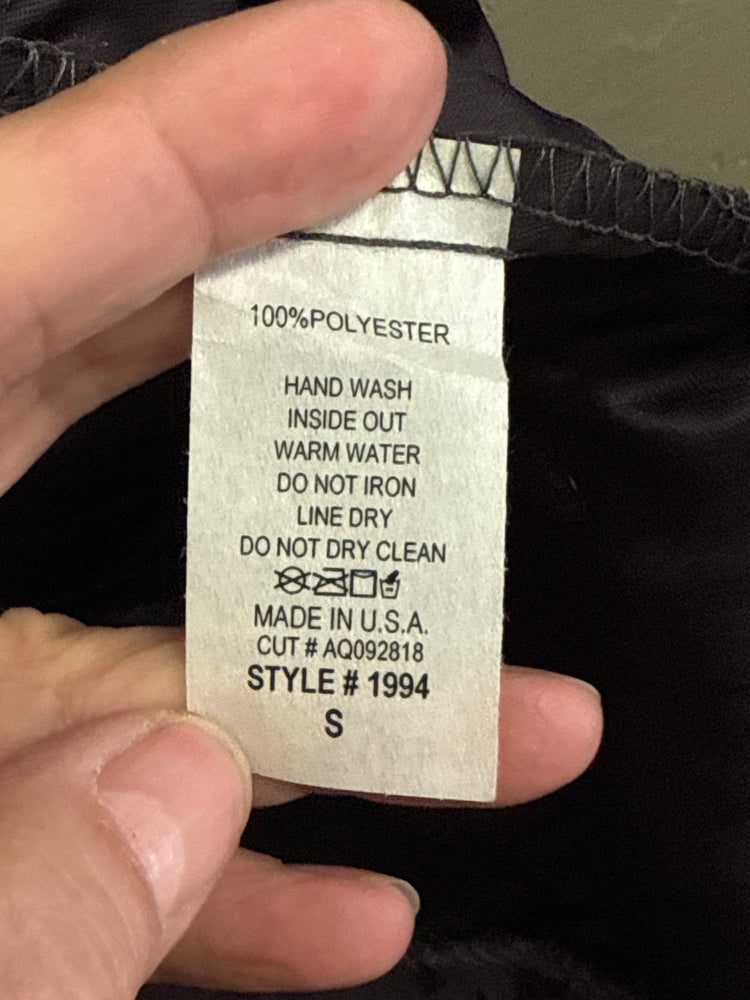 100%POLYESTER
HAND WASH
INSIDE OUT
WARM WATER
DO NOT IRON
LINE DRY
DO NOT DRY CLEAN
MADE IN U.S.A.
CUT # AQ092818
STYLE # 1994
S